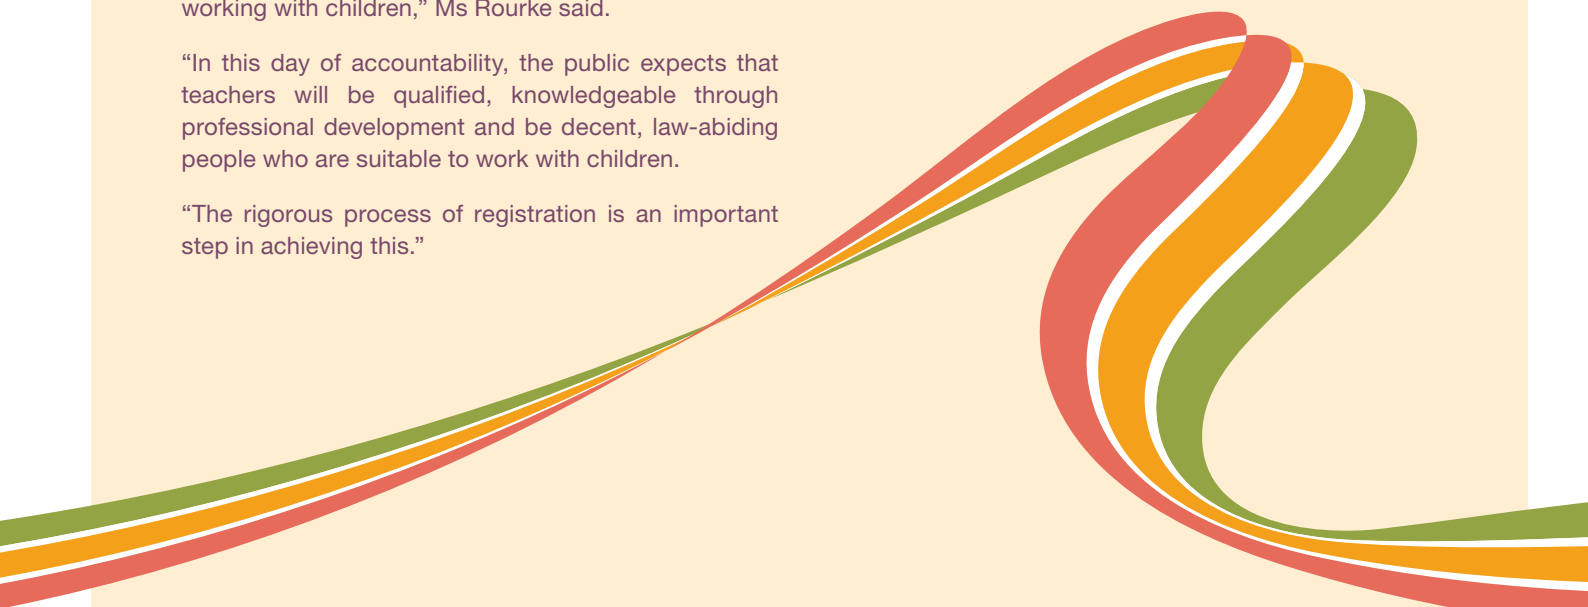 working with children,” Ms Rourke said.
“In this day of accountability, the public expects that
teachers will be qualified, knowledgeable through
professional development and be decent, law-abiding
people who are suitable to work with children.
“The rigorous process of registration is an important
step in achieving this.”